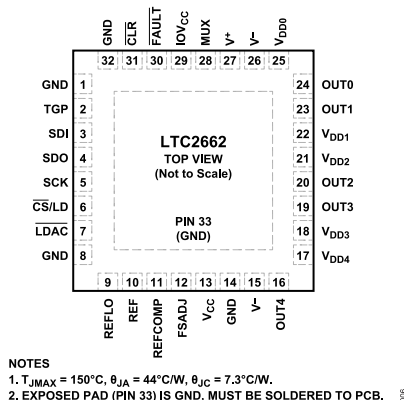 GND
C̅L̅R̅
F̅A̅U̅L̅T̅
IOVCC
MUX
V+
V−
VDD0
32 31 30 29 28 27 26 25
GND 1
TGP 2
SDI 3
SDO 4
SCK 5
C̅S̅/LD 6
L̅D̅A̅C̅ 7
GND 8
LTC2662
TOP VIEW
(Not to Scale)
PIN 33
(GND)
24 OUT0
23 OUT1
22 VDD1
21 VDD2
20 OUT2
19 OUT3
18 VDD3
17 VDD4
9 10 11 12 13 14 15 16
REFLO
REF
REFCOMP
FSADJ
VCC
GND
V−
OUT4
NOTES
1. TJMAX = 150°C, θJA = 44°C/W, θJC = 7.3°C/W.
2. EXPOSED PAD (PIN 33) IS GND. MUST BE SOLDERED TO PCB.